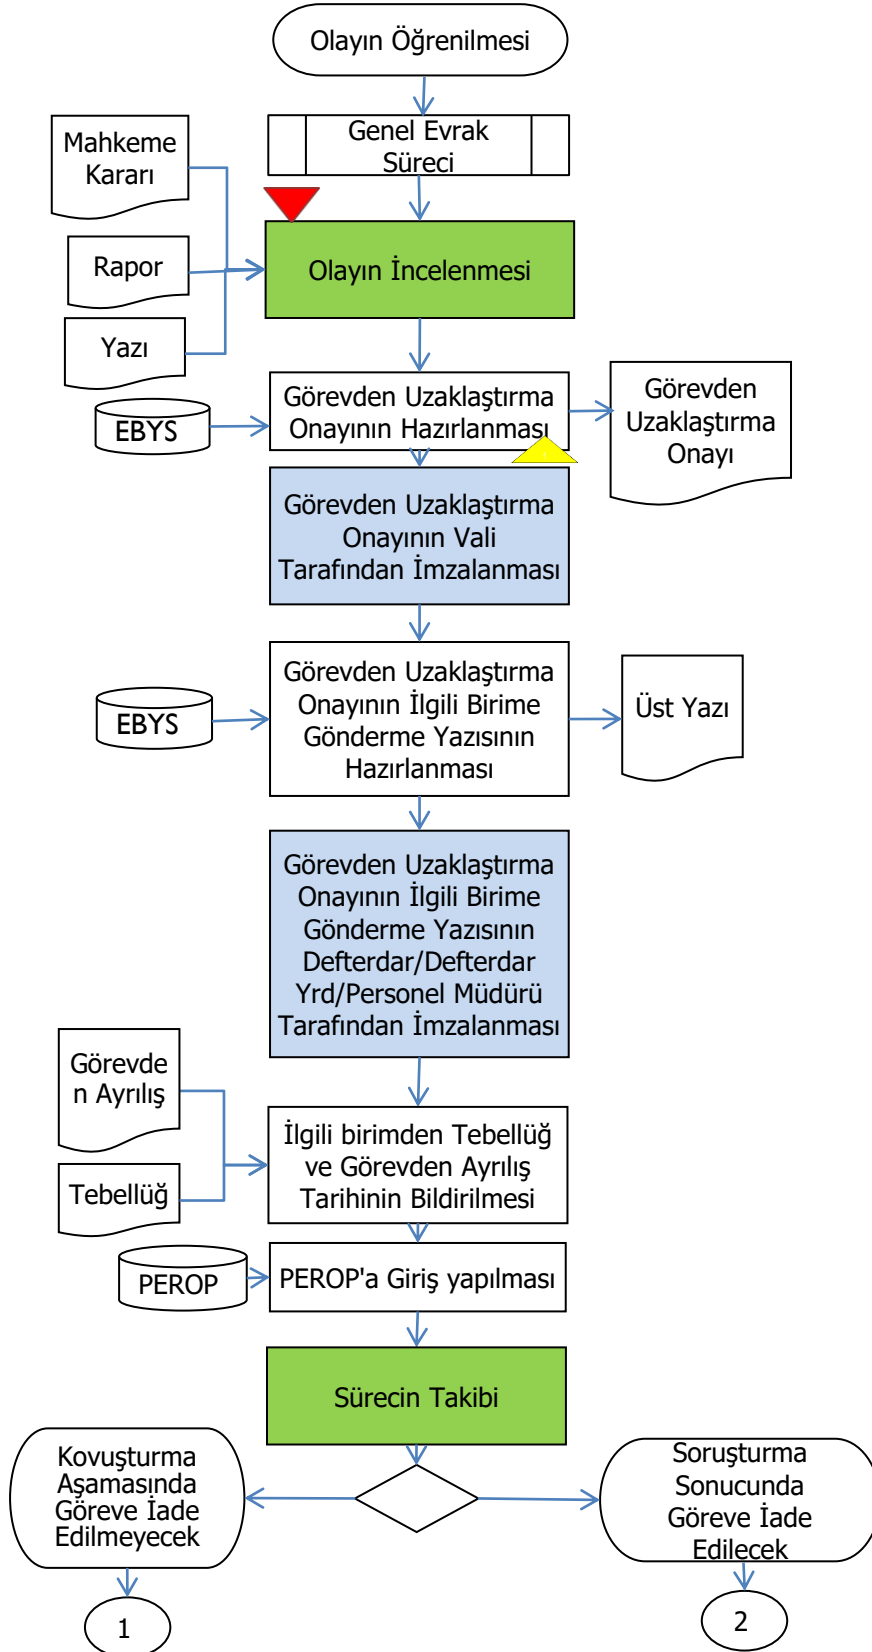 Olayın Öğrenilmesi
Genel Evrak
Süreci
Mahkeme
Kararı
Rapor
Yazı
Olayın İncelenmesi
EBYS
Görevden Uzaklaştırma
Onayının Hazırlanması
Görevden
Uzaklaştırma
Onayı
Görevden Uzaklaştırma
Onayının Vali
Tarafından İmzalanması
EBYS
Görevden Uzaklaştırma
Onayının İlgili Birime
Gönderme Yazısının
Hazırlanması
Üst Yazı
Görevden Uzaklaştırma
Onayının İlgili Birime
Gönderme Yazısının
Defterdar/Defterdar
Yrd/Personel Müdürü
Tarafından İmzalanması
Görevde
n Ayrılış
Tebellüğ
İlgili birimden Tebellüğ
ve Görevden Ayrılış
Tarihinin Bildirilmesi
PEROP
PEROP'a Giriş yapılması
Sürecin Takibi
Kovuşturma
Aşamasında
Göreve İade
Edilmeyecek
Soruşturma
Sonucunda
Göreve İade
Edilecek
1
2